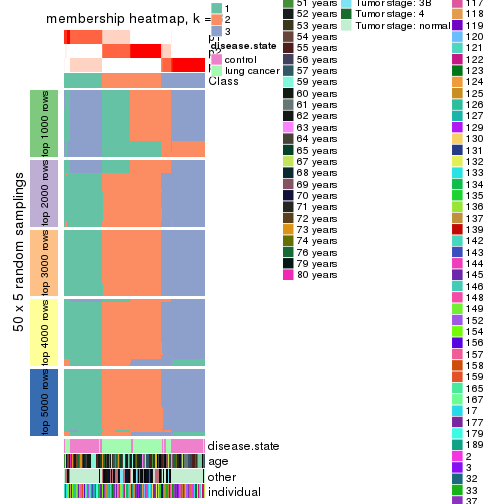 membership heatmap, k =
1
2
3
disease.state
control
lung cancer
Class
50 x 5 random samplings
top 1000 rows
top 2000 rows
top 3000 rows
top 4000 rows
top 5000 rows
disease.state
age
other
individual
51 years
52 years
53 years
54 years
55 years
56 years
57 years
59 years
60 years
61 years
62 years
63 years
64 years
65 years
67 years
68 years
69 years
70 years
71 years
72 years
73 years
74 years
76 years
79 years
80 years
Tumor stage: 3B
Tumor stage: 4
Tumor stage: normal
117
118
119
120
121
122
123
124
125
126
127
129
130
131
132
133
134
135
136
137
139
142
143
144
145
146
148
149
152
154
156
157
158
159
165
167
17
177
179
189
2
3
32
33
37